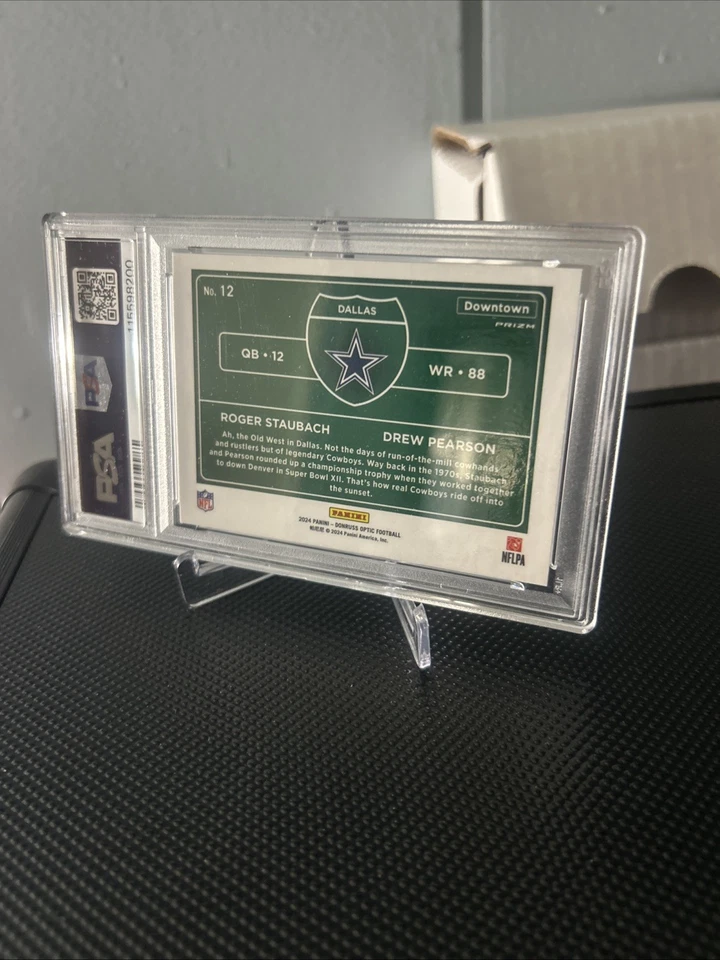 115598200
PSA
PSA
No. 12
DALLAS
Downtown
PRIZM
QB • 12
WR • 88
ROGER STAUBACH
DREW PEARSON
Ah, the Old West in Dallas. Not the days of run-of-the-mill cowhands
and rustlers but of legendary Cowboys. Way back in the 1970s, Staubach
and Pearson rounded up a championship trophy when they worked together
to down Denver in Super Bowl XII. That's how real Cowboys ride off into
the sunset.
NFL
PANINI
2024 PANINI – DONRUSS OPTIC FOOTBALL
© 2024 Panini America, Inc.
NFLPA